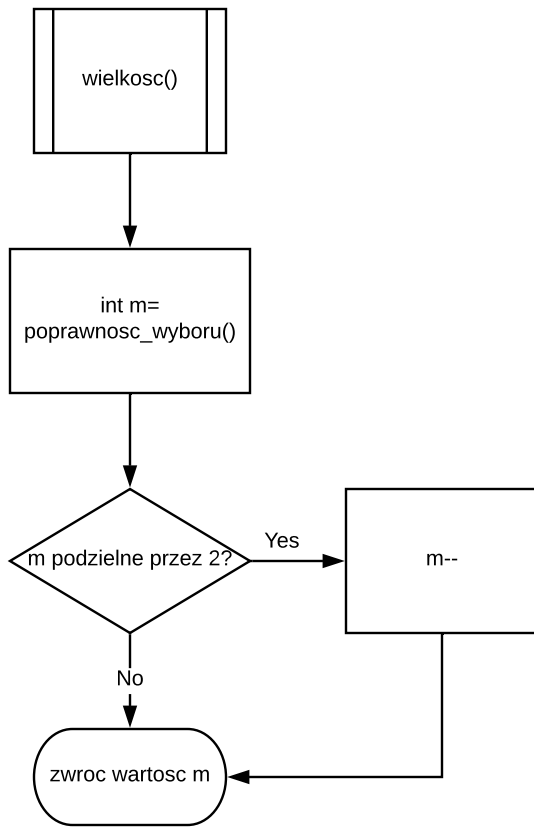 wielkosc()
int m=
poprawnosc_wyboru()
m podzielne przez 2?
Yes
m--
No
zwroc wartosc m